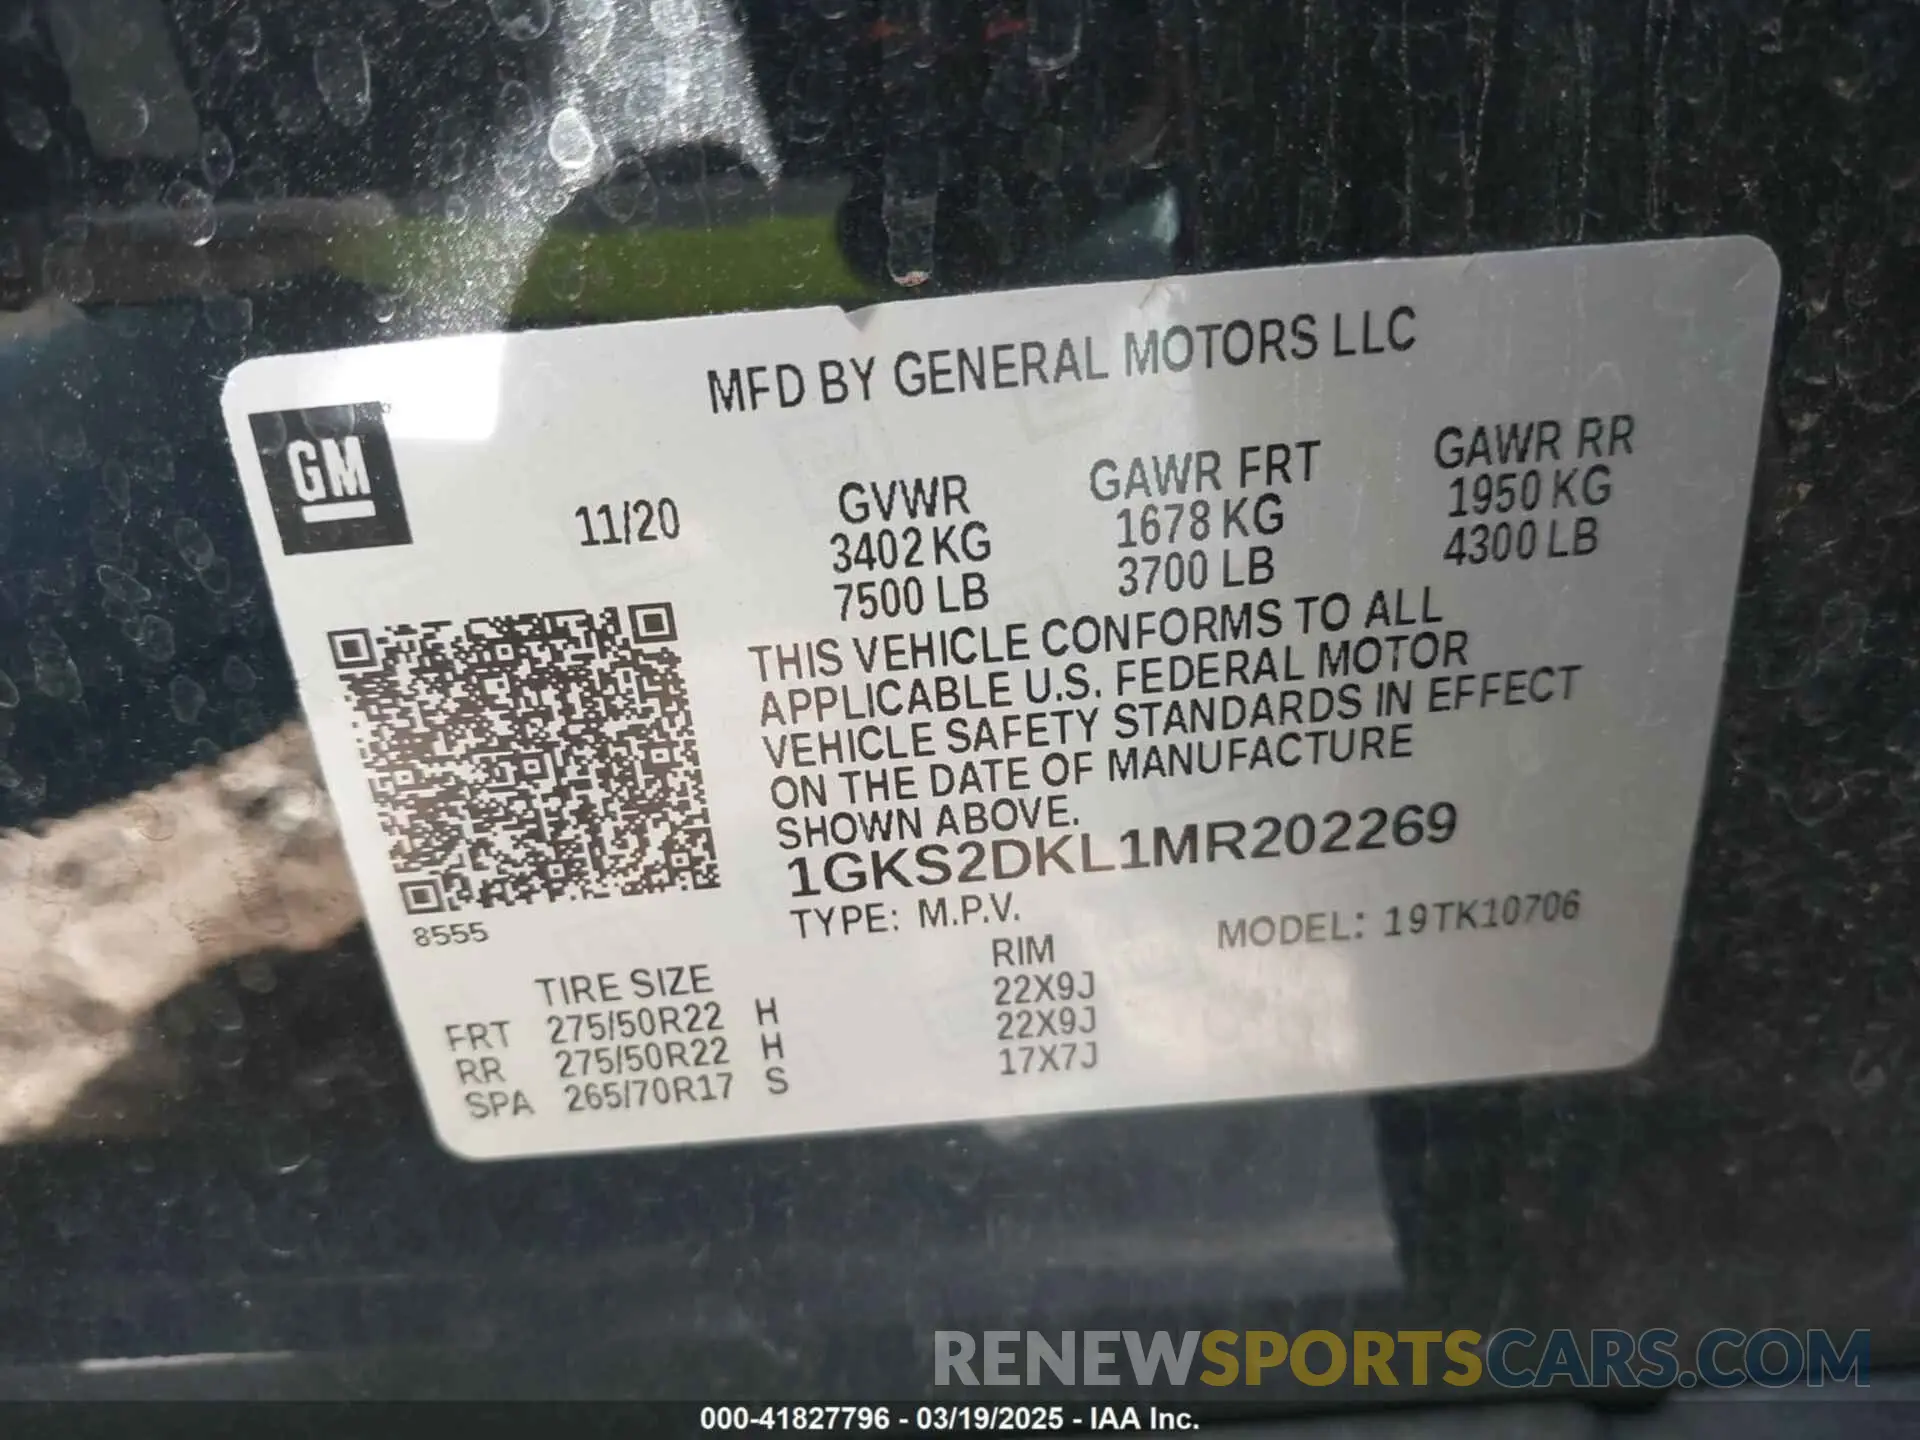 MFD BY GENERAL MOTORS LLC
GM
11/20
GVWR
3402 KG
7500 LB
GAWR FRT
1678 KG
3700 LB
GAWR RR
1950 KG
4300 LB
THIS VEHICLE CONFORMS TO ALL
APPLICABLE U.S. FEDERAL MOTOR
VEHICLE SAFETY STANDARDS IN EFFECT
ON THE DATE OF MANUFACTURE
SHOWN ABOVE.
1GKS2DKL1MR202269
8555
TYPE: M.P.V.
MODEL: 19TK10706
TIRE SIZE RIM
FRT 275/50R22 H 22X9J
RR 275/50R22 H 22X9J
SPA 265/70R17 S 17X7J
RENEWSPORTSCARS.COM
000-41827796 - 03/19/2025 - IAA Inc.